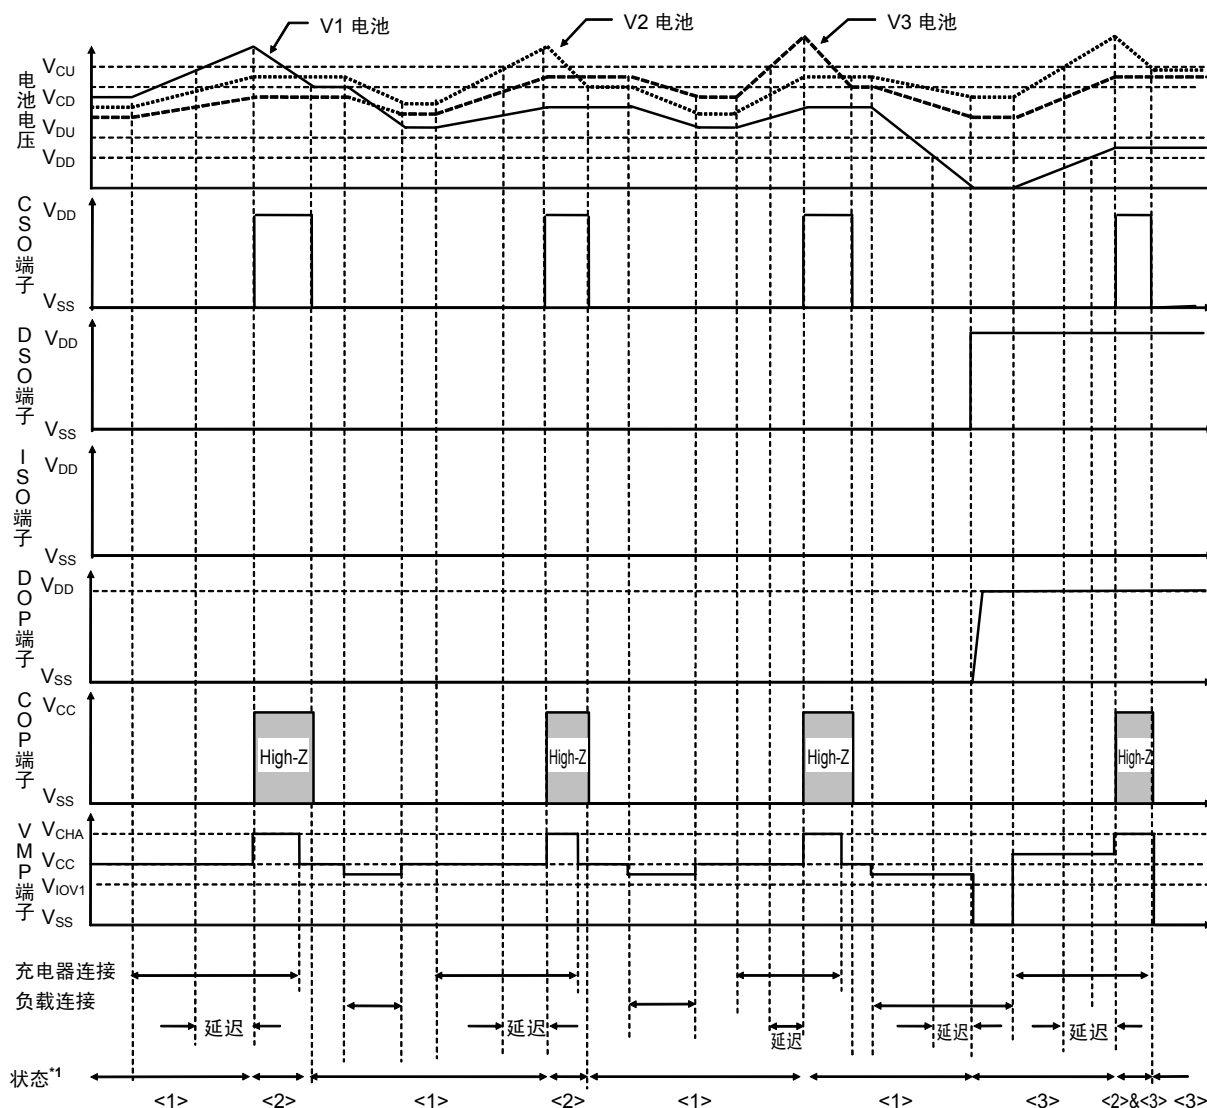 V1 电池
V2 电池
V3 电池
电池电压
VCU
VCD
VDU
VDD
CSO端子
VDD
VSS
DSO端子
VDD
VSS
ISO端子
VDD
VSS
DOP端子
VDD
VSS
COP端子
VCC
High-Z
High-Z
High-Z
High-Z
VSS
VMP端子
VCHA
VCC
VIOV1
VSS
充电器连接
负载连接
延迟
延迟
延迟
延迟
延迟
状态*1
<1>
<2>
<1>
<2>
<1>
<1>
<3>
<2>&<3>
<3>